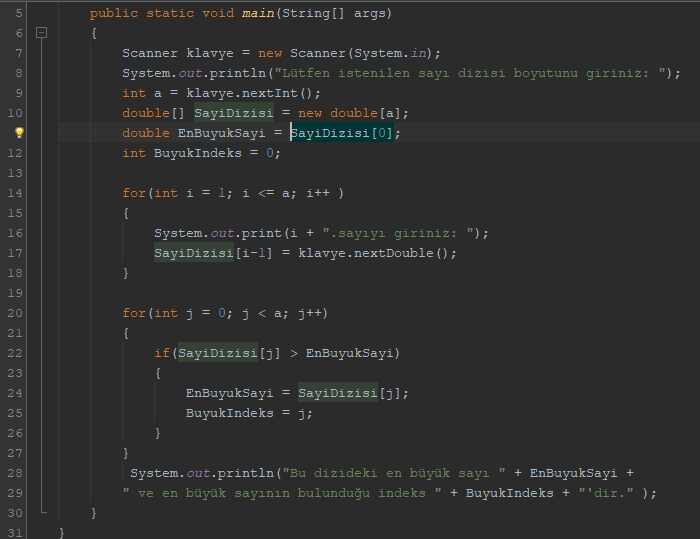 5 public static void main(String[] args)
6 {
7 Scanner klavye = new Scanner(System.in);
8 System.out.println("Lütfen istenilen sayı dizisi boyutunu giriniz: ");
9 int a = klavye.nextInt();
10 double[] SayiDizisi = new double[a];
double EnBuyukSayi = SayiDizisi[0];
12 int BuyukIndeks = 0;
13
14 for(int i = 1; i <= a; i++ )
15 {
16 System.out.print(i + ".sayıyı giriniz: ");
17 SayiDizisi[i-1] = klavye.nextDouble();
18 }
19
20 for(int j = 0; j < a; j++)
21 {
22 if(SayiDizisi[j] > EnBuyukSayi)
23 {
24 EnBuyukSayi = SayiDizisi[j];
25 BuyukIndeks = j;
26 }
27 }
28 System.out.println("Bu dizideki en büyük sayı " + EnBuyukSayi +
29 " ve en büyük sayının bulunduğu indeks " + BuyukIndeks + "'dir." );
30 }
31 }